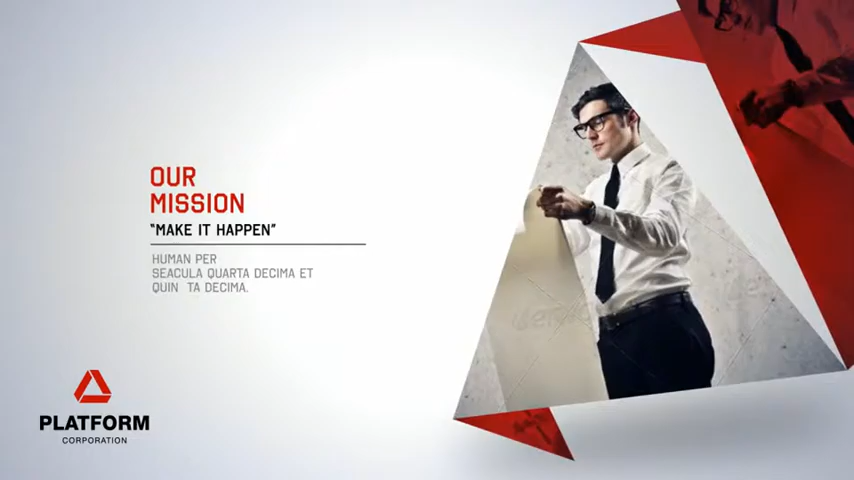 OUR
MISSION
"MAKE IT HAPPEN"
HUMAN PER
SEACULA QUARTA DECIMA ET
QUIN  TA DECIMA.
PLATFORM
CORPORATION